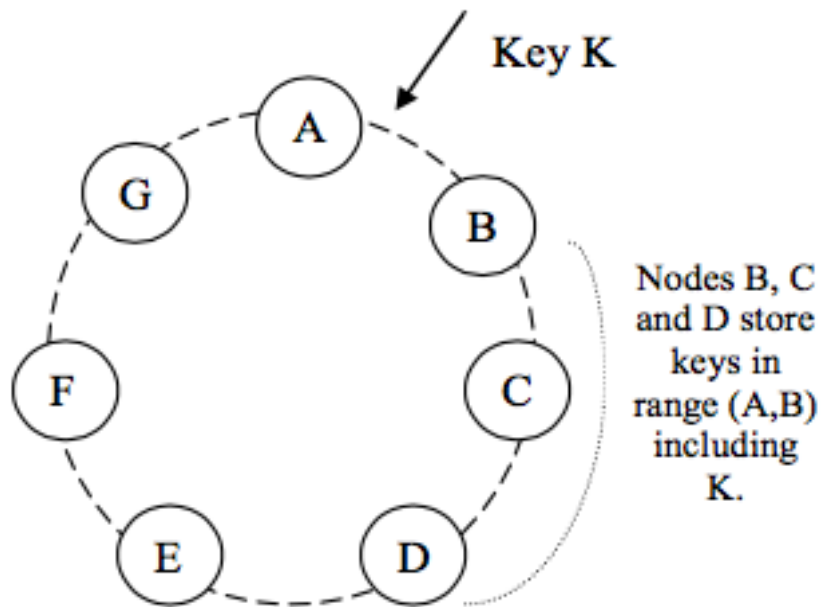 Key K
A
B
C
D
E
F
G
Nodes B, C
and D store
keys in
range (A,B)
including
K.